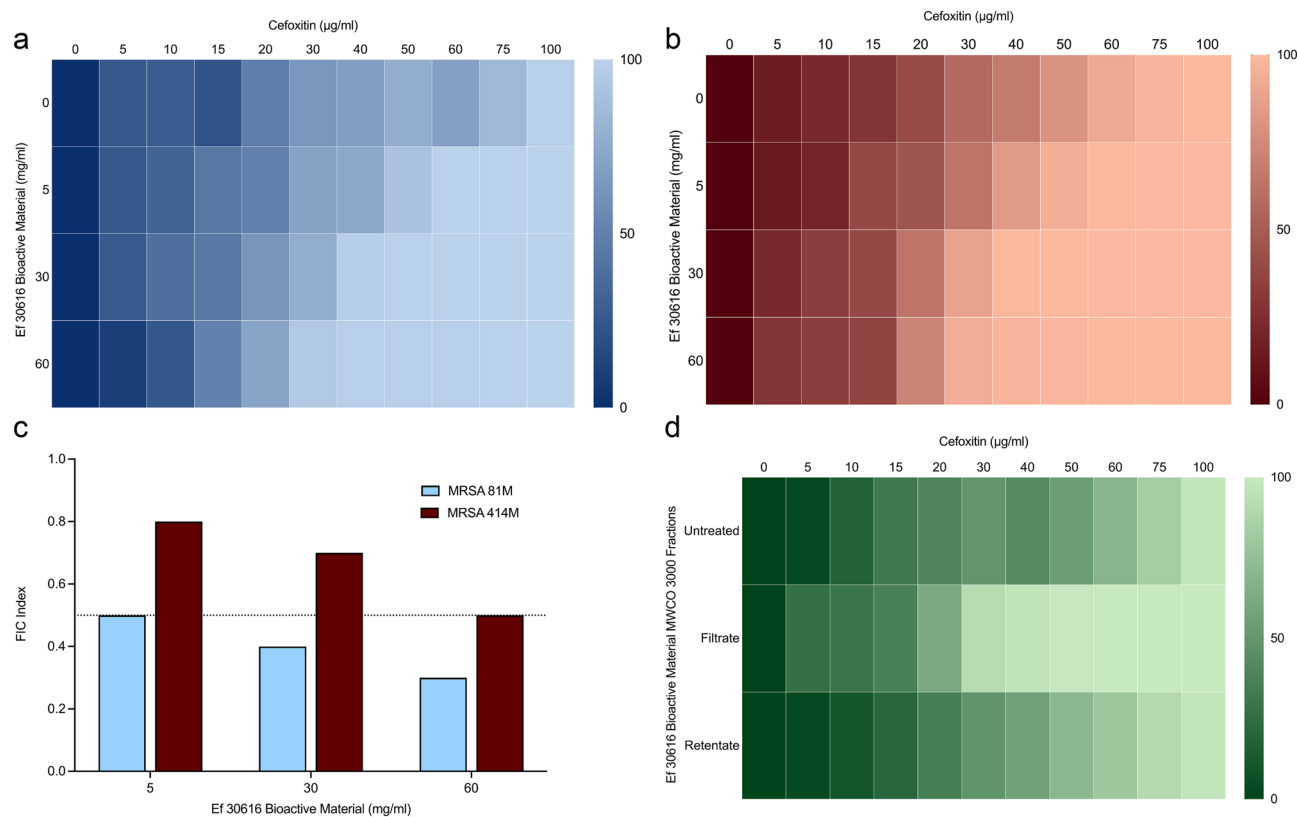 a
Cefoxitin (µg/ml)
0 5 10 15 20 30 40 50 60 75 100
Ef 30616 Bioactive Material (mg/ml)
0
5
30
60
100
50
0
b
Cefoxitin (µg/ml)
0 5 10 15 20 30 40 50 60 75 100
Ef 30616 Bioactive Material (mg/ml)
0
5
30
60
100
50
0
c
FIC Index
1.0
0.8
0.6
0.4
0.2
0.0
MRSA 81M
MRSA 414M
5 30 60
Ef 30616 Bioactive Material (mg/ml)
d
Cefoxitin (µg/ml)
0 5 10 15 20 30 40 50 60 75 100
Ef 30616 Bioactive Material MWCO 3000 Fractions
Untreated
Filtrate
Retentate
100
50
0